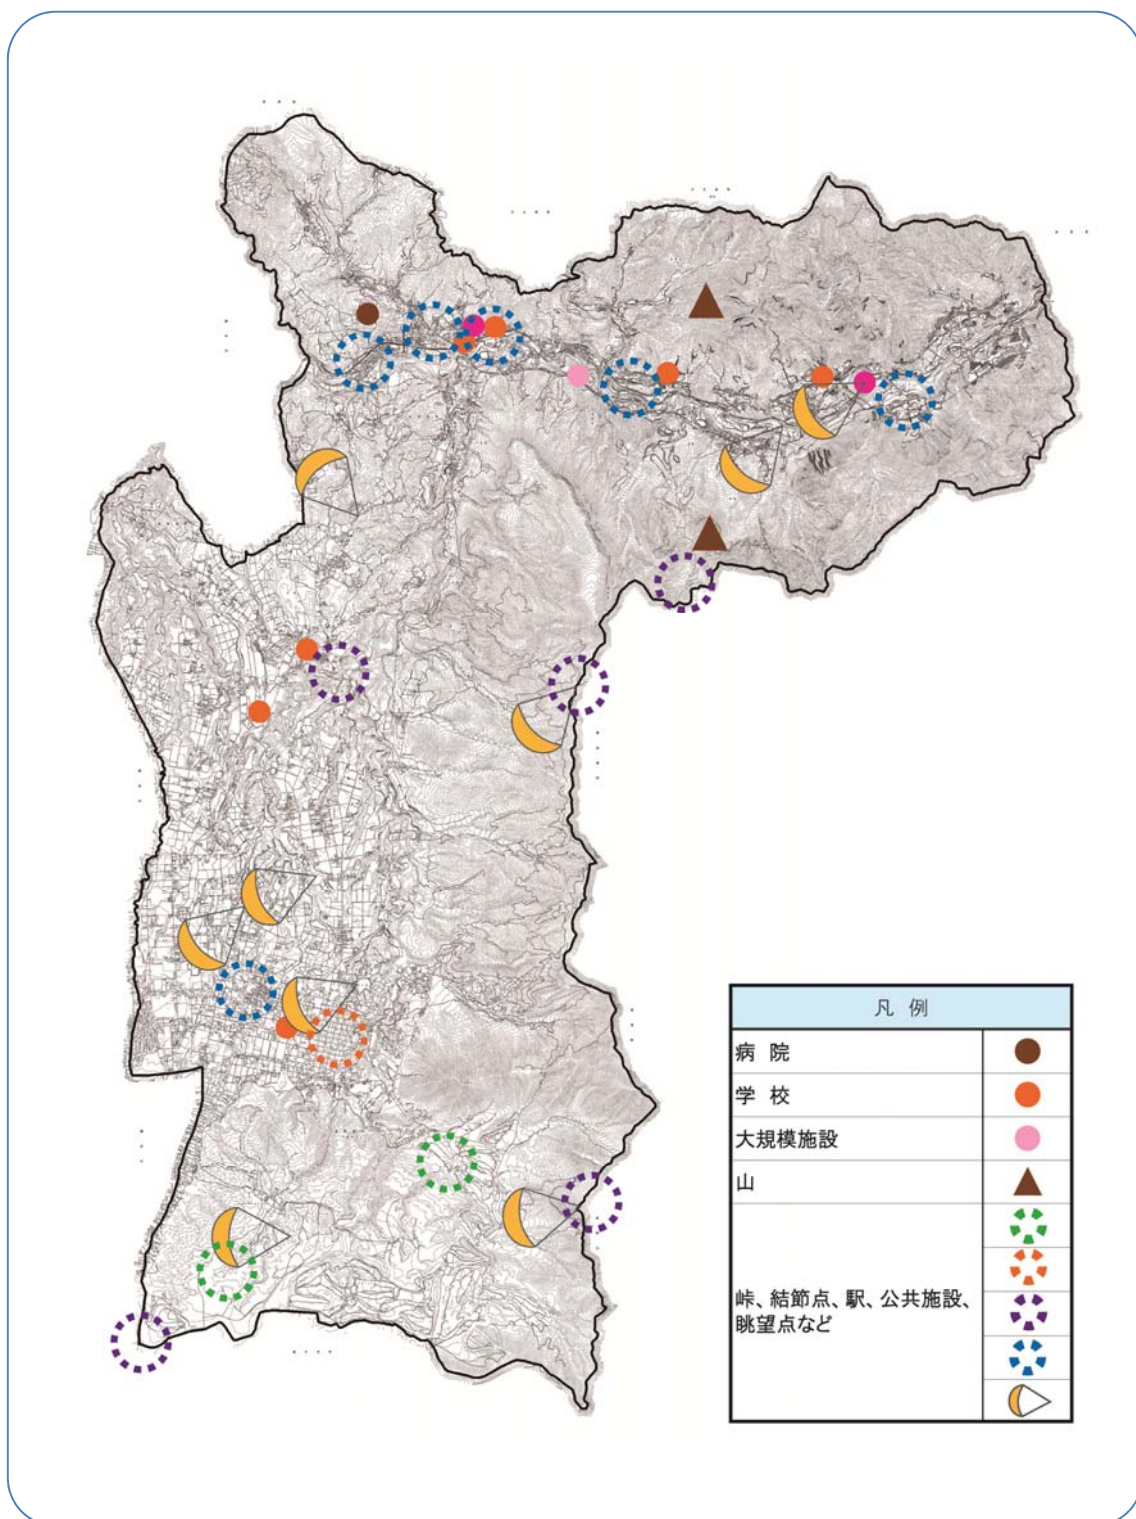 凡 例
病 院
学 校
大規模施設
山
峠、結節点、駅、公共施設、
眺望点など